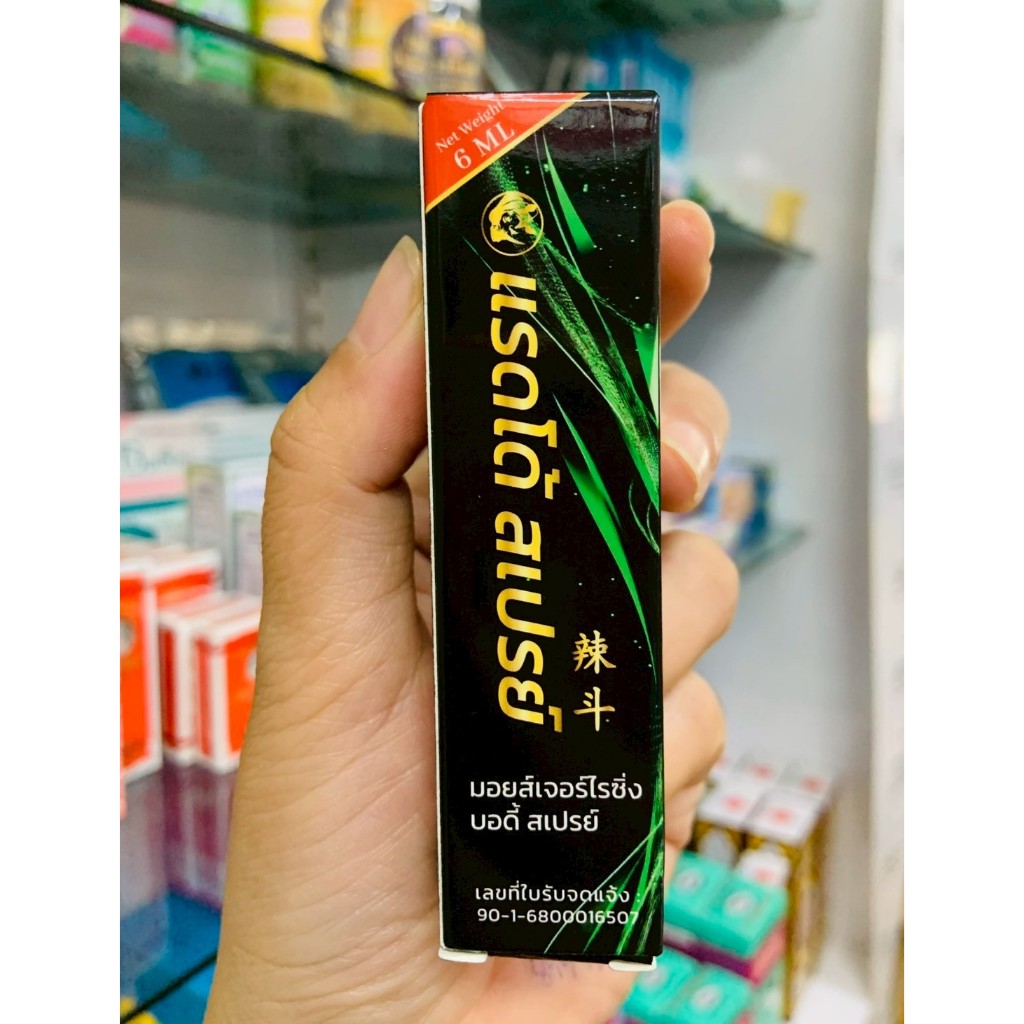 Net Weight
6 ML
แรดโด้ สเปรย์
辣斗
มอยส์เจอร์ไรซิ่ง
บอดี้ สเปรย์
เลขที่ใบรับจดแจ้ง :
90-1-6800016507